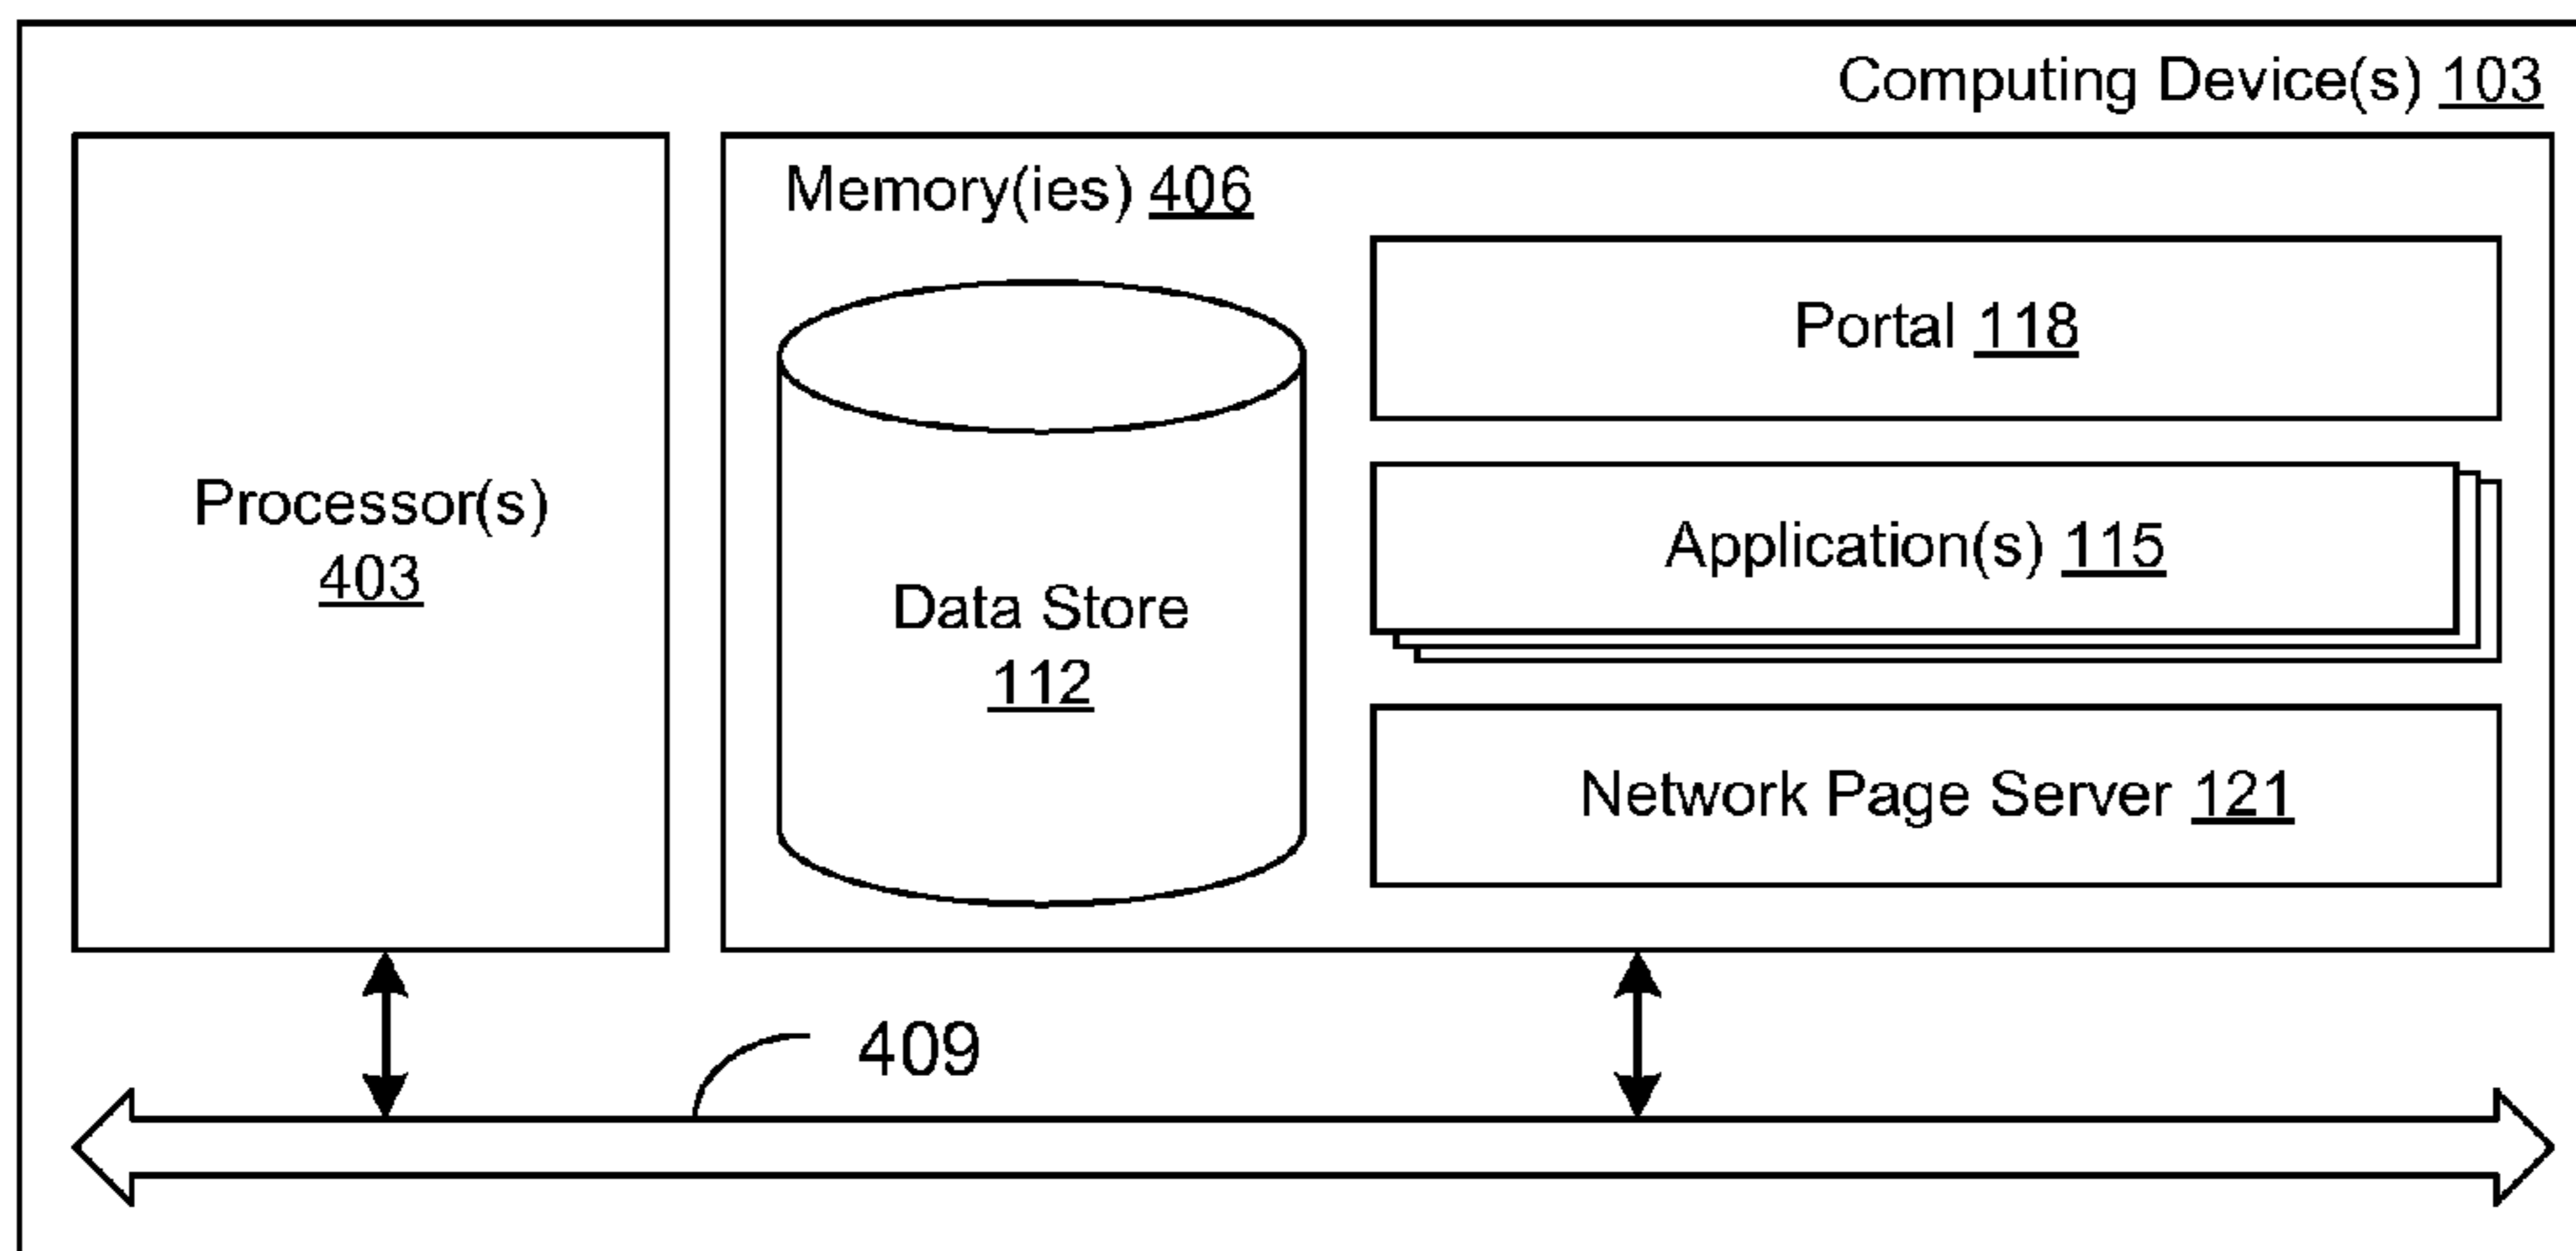 Computing Device(s) 103
Memory(ies) 406
Portal 118
Processor(s)
403
Application(s) 115
Data Store
112
Network Page Server 121
409